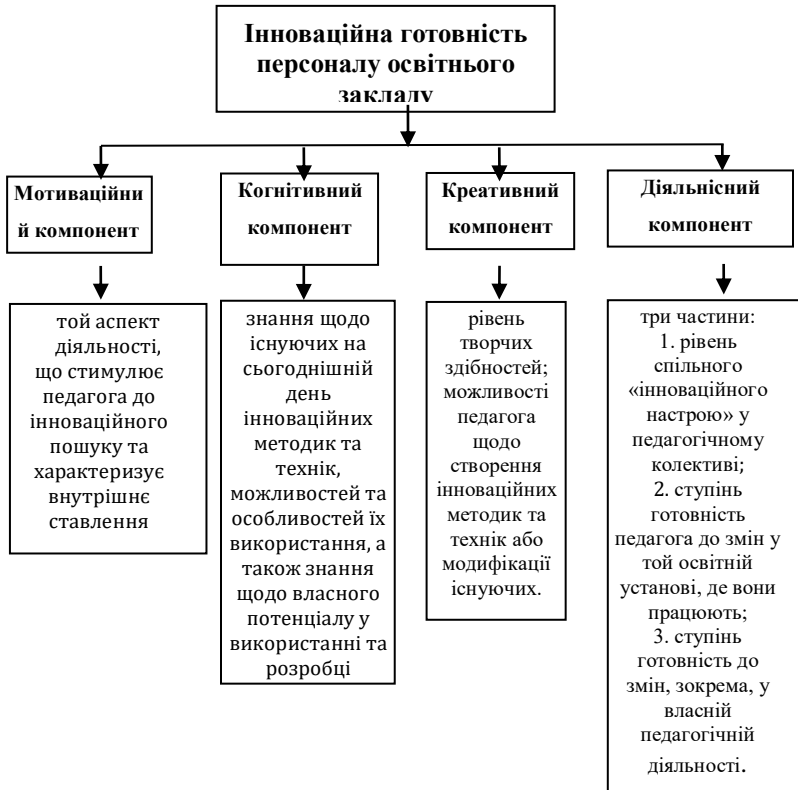 Інноваційна готовність
персоналу освітнього
закладу
Мотиваційни
й компонент
Когнітивний
компонент
Креативний
компонент
Діяльнісний
компонент
той аспект
діяльності,
що стимулює
педагога до
інноваційного
пошуку та
характеризує
внутрішнє
ставлення
знання щодо
існуючих на
сьогоднішній
день
інноваційних
методик та
технік,
можливостей та
особливостей їх
використання, а
також знання
щодо власного
потенціалу у
використанні та
розробці
рівень
творчих
здібностей;
можливості
педагога
щодо
створення
інноваційних
методик та
технік або
модифікації
існуючих.
три частини:
1. рівень
спільного
«інноваційного
настрою» у
педагогічному
колективі;
2. ступінь
готовність
педагога до змін у
той освітній
установі, де вони
працюють;
3. ступінь
готовність до
змін, зокрема, у
власній
педагогічній
діяльності.